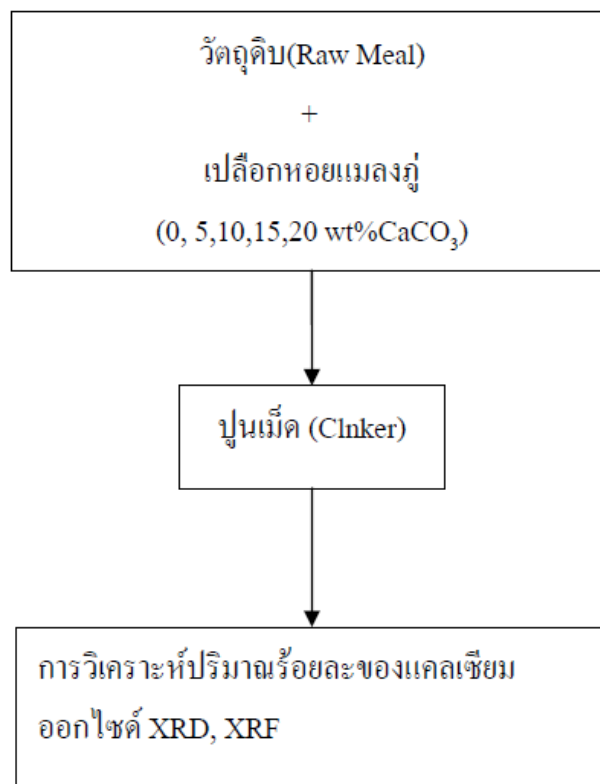 วัตถุดิบ(Raw Meal)
+
เปลือกหอยแมลงภู่
(0, 5,10,15,20 wt%CaCO₃)
ปูนเม็ด (Clnker)
การวิเคราะห์ปริมาณร้อยละของแคลเซียม
ออกไซด์ XRD, XRF